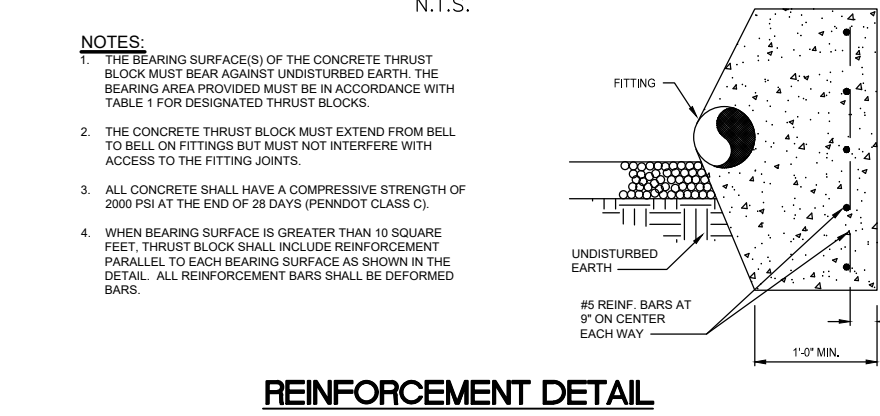 N.T.S.
NOTES:
1. THE BEARING SURFACE(S) OF THE CONCRETE THRUST
BLOCK MUST BEAR AGAINST UNDISTURBED EARTH. THE
BEARING AREA PROVIDED MUST BE IN ACCORDANCE WITH
TABLE 1 FOR DESIGNATED THRUST BLOCKS.
2. THE CONCRETE THRUST BLOCK MUST EXTEND FROM BELL
TO BELL ON FITTINGS BUT MUST NOT INTERFERE WITH
ACCESS TO THE FITTING JOINTS.
3. ALL CONCRETE SHALL HAVE A COMPRESSIVE STRENGTH OF
2000 PSI AT THE END OF 28 DAYS (PENNDOT CLASS C).
4. WHEN BEARING SURFACE IS GREATER THAN 10 SQUARE
FEET, THRUST BLOCK SHALL INCLUDE REINFORCEMENT
PARALLEL TO EACH BEARING SURFACE AS SHOWN IN THE
DETAIL. ALL REINFORCEMENT BARS SHALL BE DEFORMED
BARS.
FITTING
UNDISTURBED
EARTH
#5 REINF. BARS AT
9" ON CENTER
EACH WAY
1'-0" MIN.
REINFORCEMENT DETAIL